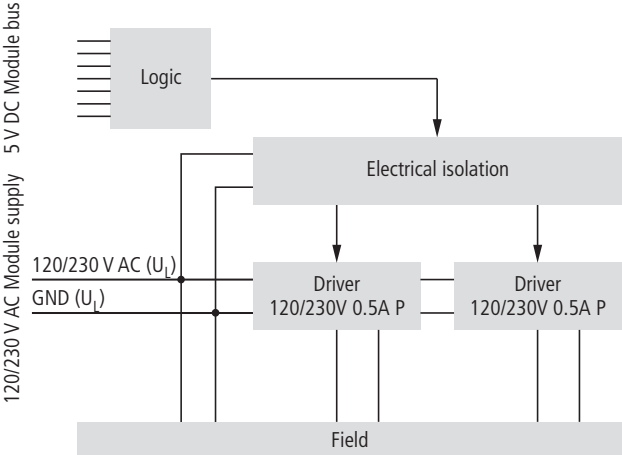 5 V DC Module bus
Logic
Electrical isolation
120/230 V AC Module supply
120/230 V AC (UL)
GND (UL)
Driver
120/230V 0.5A P
Driver
120/230V 0.5A P
Field